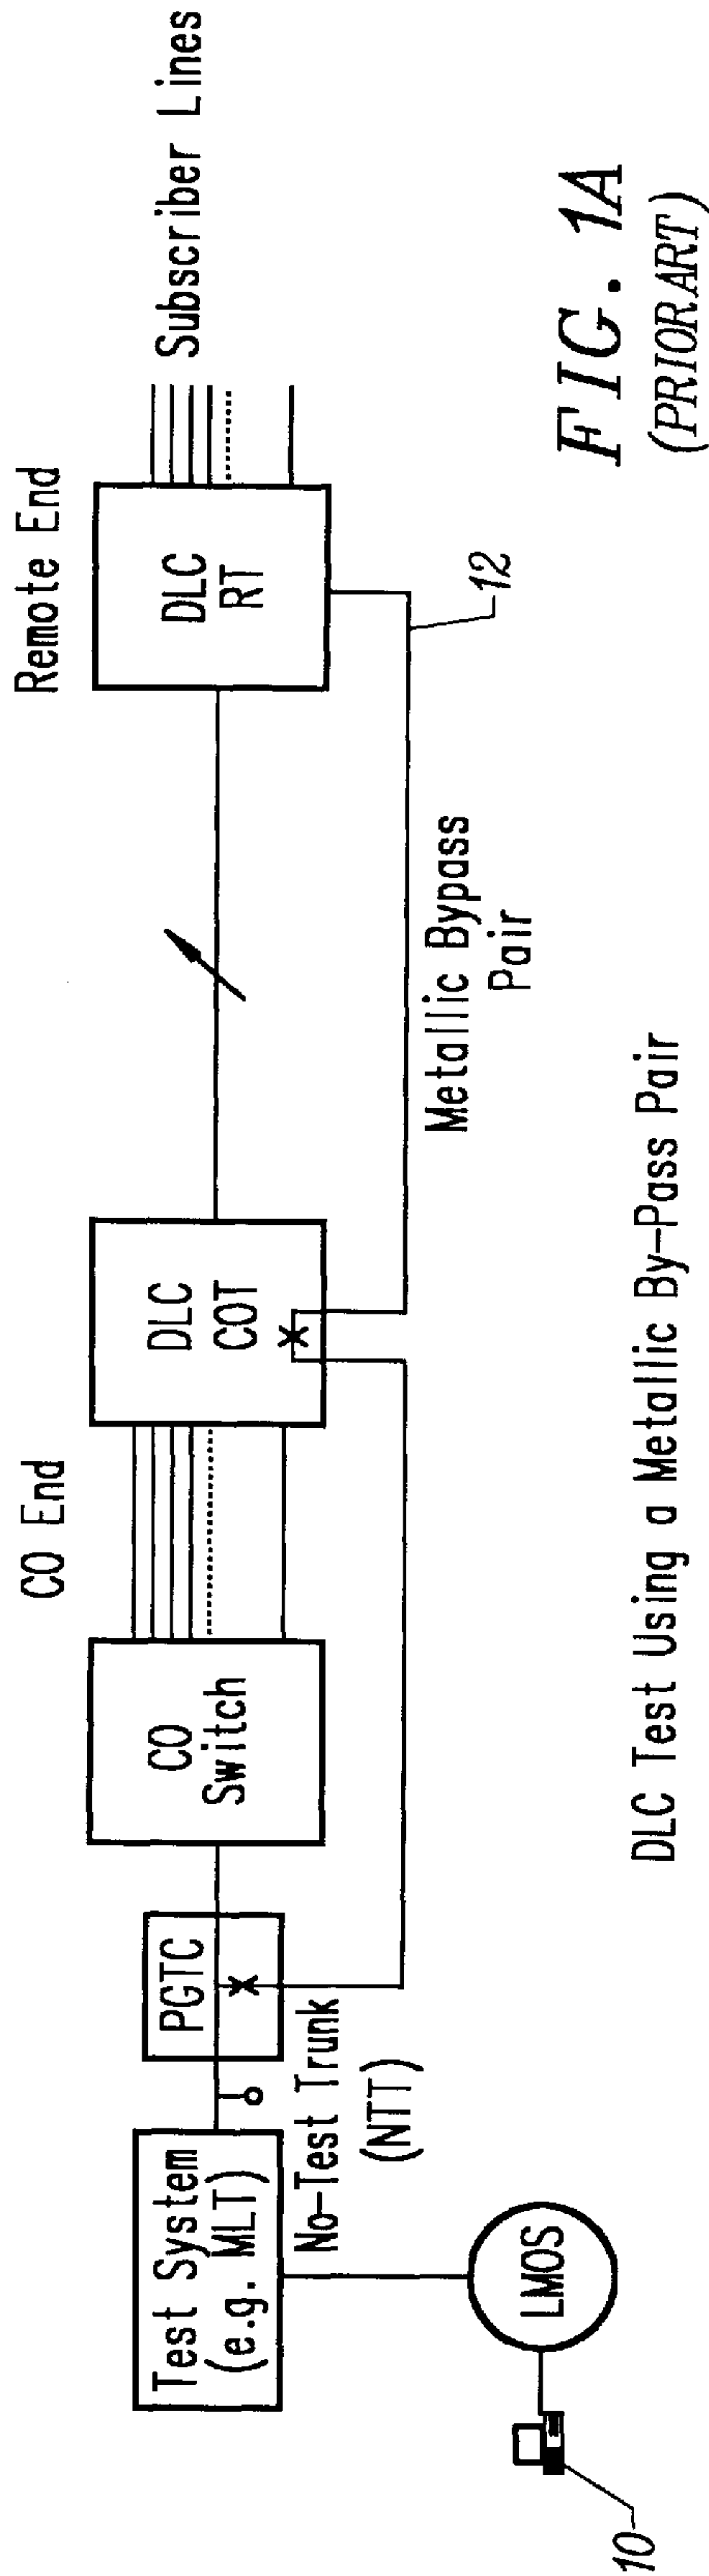 CO End
Remote End
Test System
(e.g. MLT)
PGTC
CO
Switch
DLC
COT
DLC
RT
Subscriber Lines
No-Test Trunk
(NTT)
Metallic Bypass
Pair
12
LMOS
10
DLC Test Using a Metallic By-Pass Pair
FIG. 1A
(PRIOR ART)